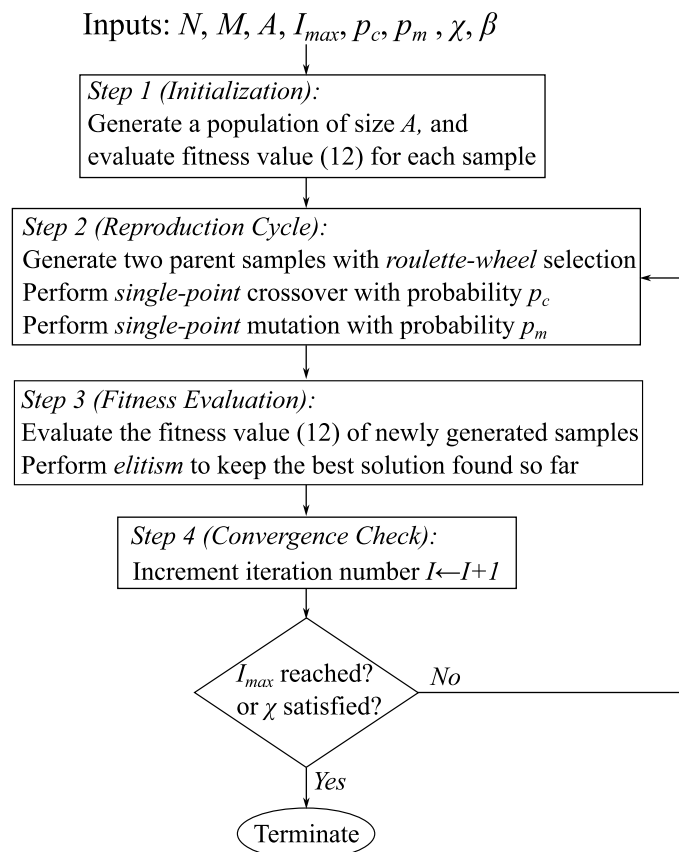 Inputs: N, M, A, I_max, p_c, p_m , χ, β
Step 1 (Initialization):
Generate a population of size A, and
evaluate fitness value (12) for each sample
Step 2 (Reproduction Cycle):
Generate two parent samples with roulette-wheel selection
Perform single-point crossover with probability p_c
Perform single-point mutation with probability p_m
Step 3 (Fitness Evaluation):
Evaluate the fitness value (12) of newly generated samples
Perform elitism to keep the best solution found so far
Step 4 (Convergence Check):
Increment iteration number I←I+1
I_max reached?
or χ satisfied?
No
Yes
Terminate